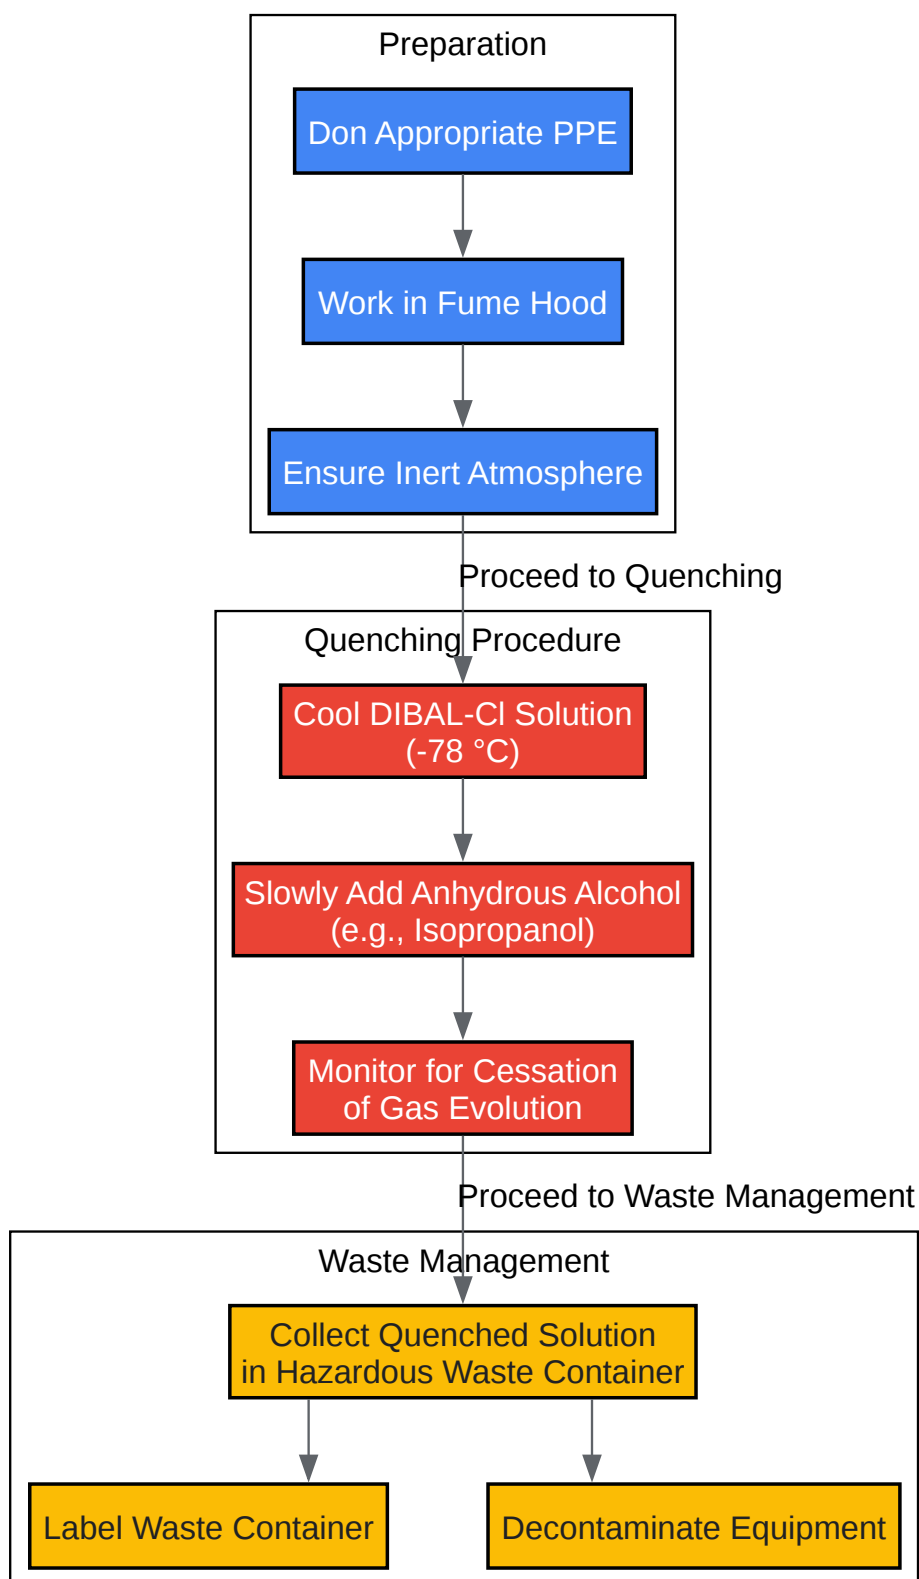 Preparation
Don Appropriate PPE
Work in Fume Hood
Ensure Inert Atmosphere
Proceed to Quenching
Quenching Procedure
Cool DIBAL-Cl Solution
(-78 °C)
Slowly Add Anhydrous Alcohol
(e.g., Isopropanol)
Monitor for Cessation
of Gas Evolution
Proceed to Waste Management
Waste Management
Collect Quenched Solution
in Hazardous Waste Container
Label Waste Container
Decontaminate Equipment